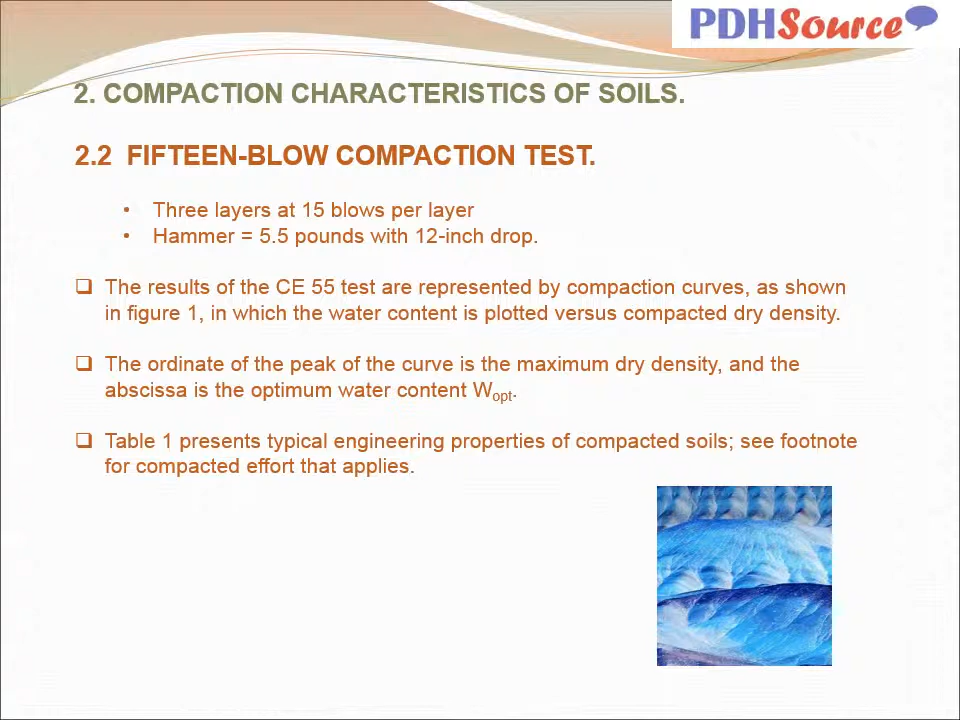 PDHSource
2. COMPACTION CHARACTERISTICS OF SOILS.
2.2 FIFTEEN-BLOW COMPACTION TEST.
• Three layers at 15 blows per layer
• Hammer = 5.5 pounds with 12-inch drop.
❑ The results of the CE 55 test are represented by compaction curves, as shown
in figure 1, in which the water content is plotted versus compacted dry density.
❑ The ordinate of the peak of the curve is the maximum dry density, and the
abscissa is the optimum water content Wopt.
❑ Table 1 presents typical engineering properties of compacted soils; see footnote
for compacted effort that applies.